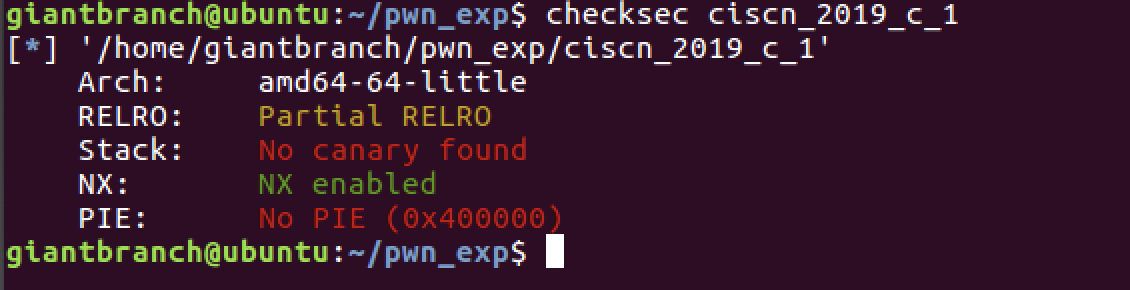 giantbranch@ubuntu:~/pwn_exp$ checksec ciscn_2019_c_1
[*] '/home/giantbranch/pwn_exp/ciscn_2019_c_1'
    Arch:     amd64-64-little
    RELRO:    Partial RELRO
    Stack:    No canary found
    NX:       NX enabled
    PIE:      No PIE (0x400000)
giantbranch@ubuntu:~/pwn_exp$